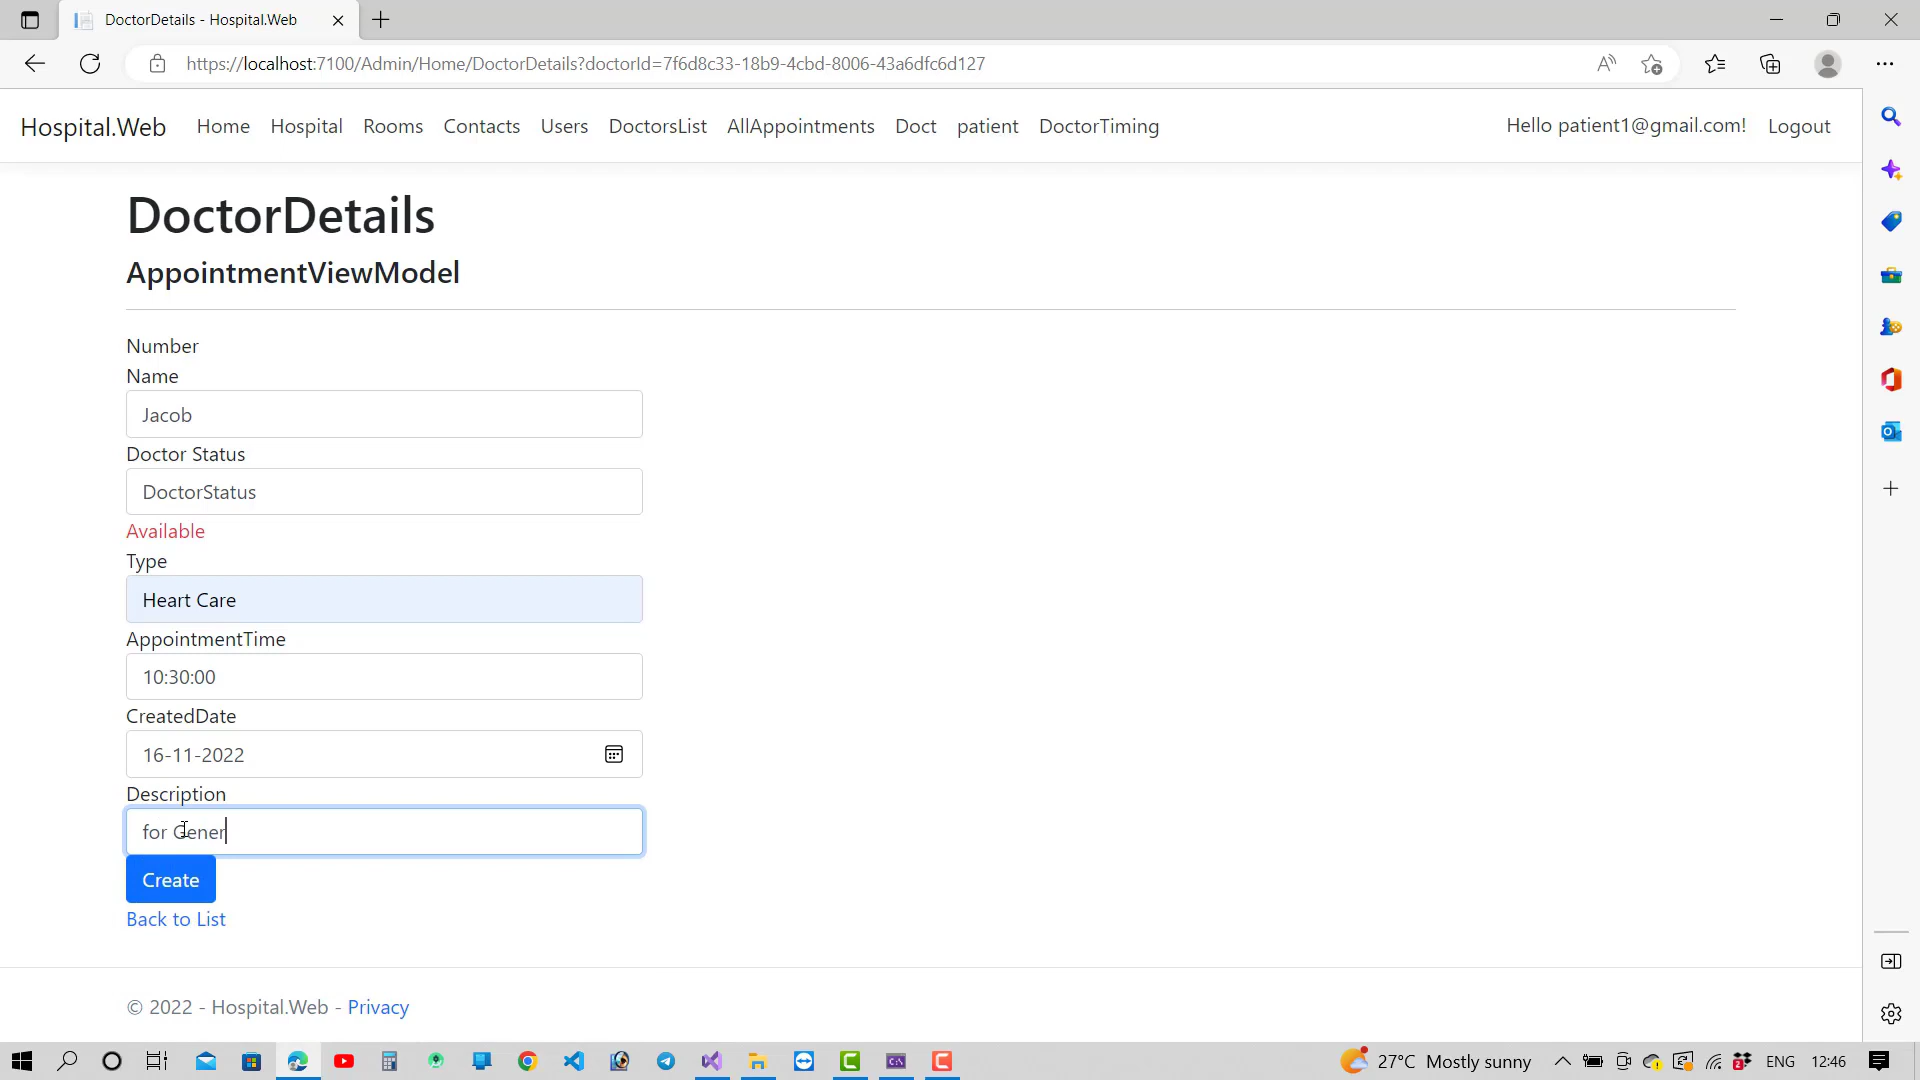 DoctorDetails - Hospital.Web
https://localhost:7100/Admin/Home/DoctorDetails?doctorId=7f6d8c33-18b9-4cbd-8006-43a6dfc6d127
Hospital.Web Home Hospital Rooms Contacts Users DoctorsList AllAppointments Doct patient DoctorTiming Hello patient1@gmail.com! Logout
DoctorDetails
AppointmentViewModel
Number
Name
Jacob
Doctor Status
DoctorStatus
Available
Type
Heart Care
AppointmentTime
10:30:00
CreatedDate
16-11-2022
Description
for Gener
Create
Back to List
© 2022 - Hospital.Web - Privacy
27°C Mostly sunny ENG 12:46